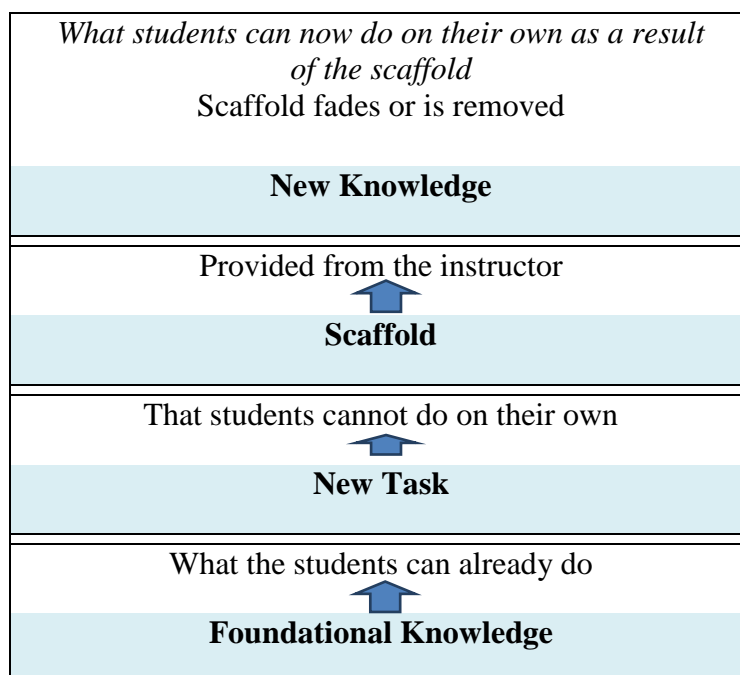 What students can now do on their own as a result
of the scaffold
Scaffold fades or is removed
New Knowledge
Provided from the instructor
Scaffold
That students cannot do on their own
New Task
What the students can already do
Foundational Knowledge